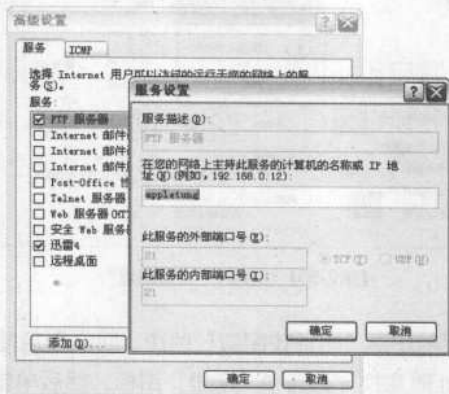 高级设置
服务
ICMP
选择 Internet 用户可以访问的运行于您的网络上的服
务(S)。
服务:
FTP 服务器
Internet 邮件
Internet 邮件
Internet 邮件
Post-Office
Telnet 服务器
Web 服务器
安全 Web 服务
迅雷4
远程桌面
添加(D)...
确定
取消
服务设置
服务描述(D):
FTP 服务器
在您的网络上主持此服务的计算机的名称或 IP 地
址(N)(例如，192.168.0.12):
appletung
此服务的外部端口号(E):
21
TCP(T)
UDP(U)
此服务的内部端口号(I):
21
确定
取消